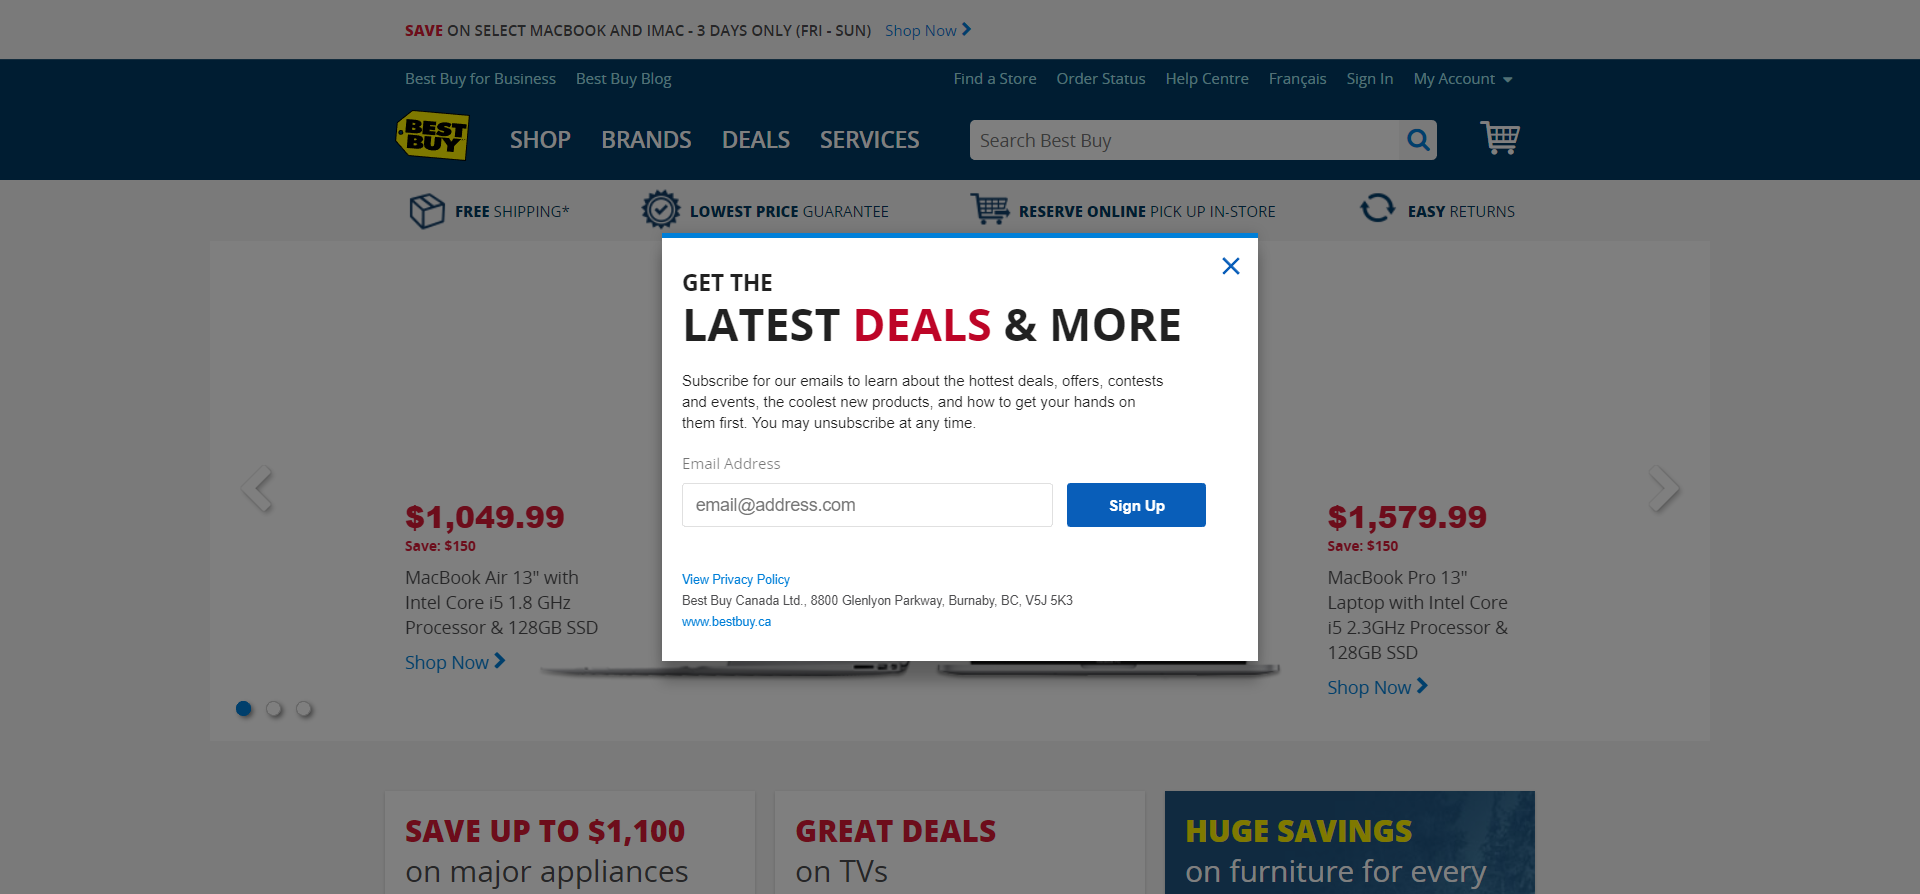 SAVE ON SELECT MACBOOK AND IMAC - 3 DAYS ONLY (FRI - SUN) Shop Now
Best Buy for Business Best Buy Blog Find a Store Order Status Help Centre Français Sign In My Account
BEST BUY
SHOP BRANDS DEALS SERVICES Search Best Buy
FREE SHIPPING* LOWEST PRICE GUARANTEE RESERVE ONLINE PICK UP IN-STORE EASY RETURNS
GET THE
LATEST DEALS & MORE
Subscribe for our emails to learn about the hottest deals, offers, contests
and events, the coolest new products, and how to get your hands on
them first. You may unsubscribe at any time.
Email Address
email@address.com
Sign Up
View Privacy Policy
Best Buy Canada Ltd., 8800 Glenlyon Parkway, Burnaby, BC, V5J 5K3
www.bestbuy.ca
$1,049.99
Save: $150
MacBook Air 13" with
Intel Core i5 1.8 GHz
Processor & 128GB SSD
Shop Now
$1,579.99
Save: $150
MacBook Pro 13"
Laptop with Intel Core
i5 2.3GHz Processor &
128GB SSD
Shop Now
SAVE UP TO $1,100
on major appliances
GREAT DEALS
on TVs
HUGE SAVINGS
on furniture for every